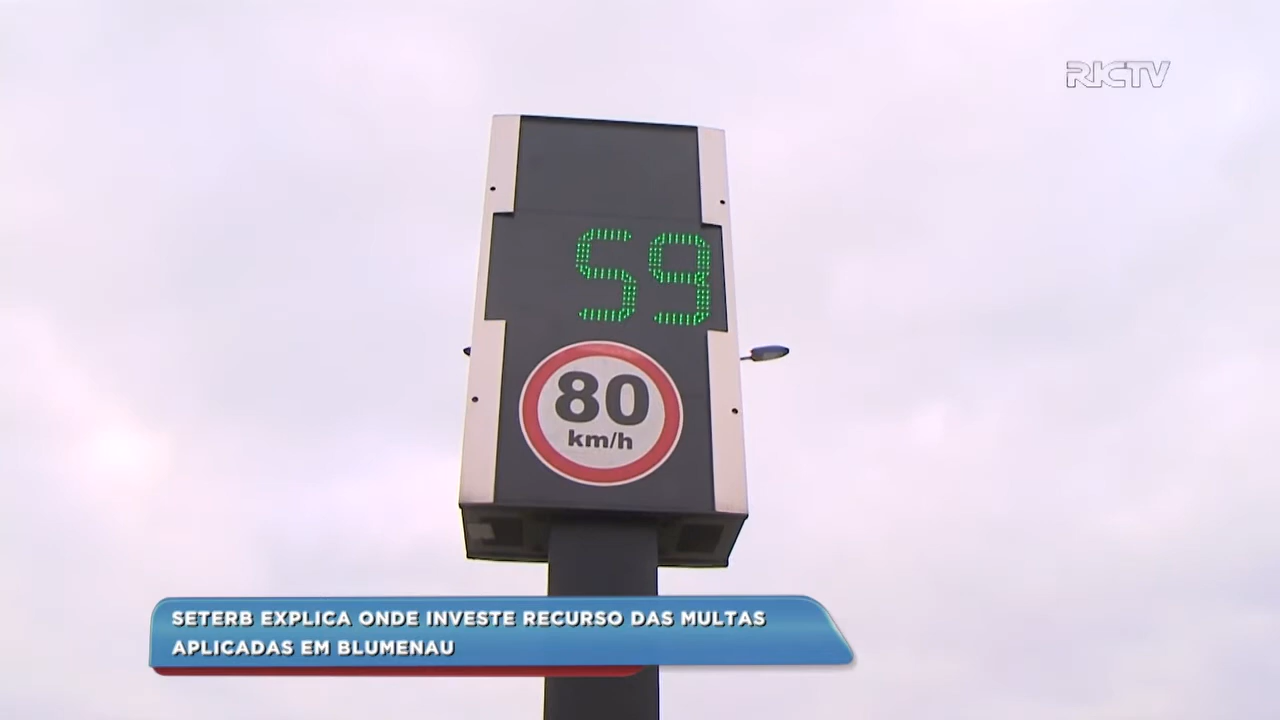 RICTV
59
80
km/h
SETERB EXPLICA ONDE INVESTE RECURSO DAS MULTAS
APLICADAS EM BLUMENAU